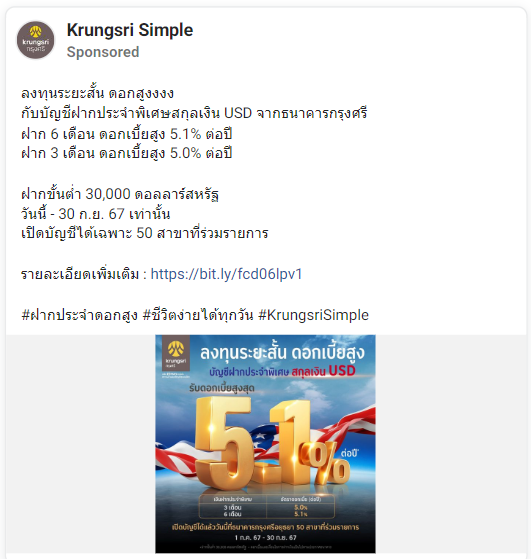 Krungsri Simple
Sponsored
ลงทุนระยะสั้น ดอกสูงงงง
กับบัญชีฝากประจำพิเศษสกุลเงิน USD จากธนาคารกรุงศรี
ฝาก 6 เดือน ดอกเบี้ยสูง 5.1% ต่อปี
ฝาก 3 เดือน ดอกเบี้ยสูง 5.0% ต่อปี
ฝากขั้นต่ำ 30,000 ดอลลาร์สหรัฐ
วันนี้ - 30 ก.ย. 67 เท่านั้น
เปิดบัญชีได้เฉพาะ 50 สาขาที่ร่วมรายการ
รายละเอียดเพิ่มเติม : https://bit.ly/fcd06lpv1
#ฝากประจำดอกสูง #ชีวิตง่ายได้ทุกวัน #KrungsriSimple
krungsri
กรุงศรี
ลงทุนระยะสั้น ดอกเบี้ยสูง
บัญชีฝากประจำพิเศษ สกุลเงิน USD
รับดอกเบี้ยสูงสุด
5.1%
ต่อปี*
เงินฝากประจำพิเศษ อัตราดอกเบี้ย (ต่อปี)
3 เดือน 5.0%
6 เดือน 5.1%
เปิดบัญชีได้แล้ววันนี้ที่ธนาคารกรุงศรีอยุธยา 50 สาขาที่ร่วมรายการ
1 ก.ค. 67 - 30 ก.ย. 67